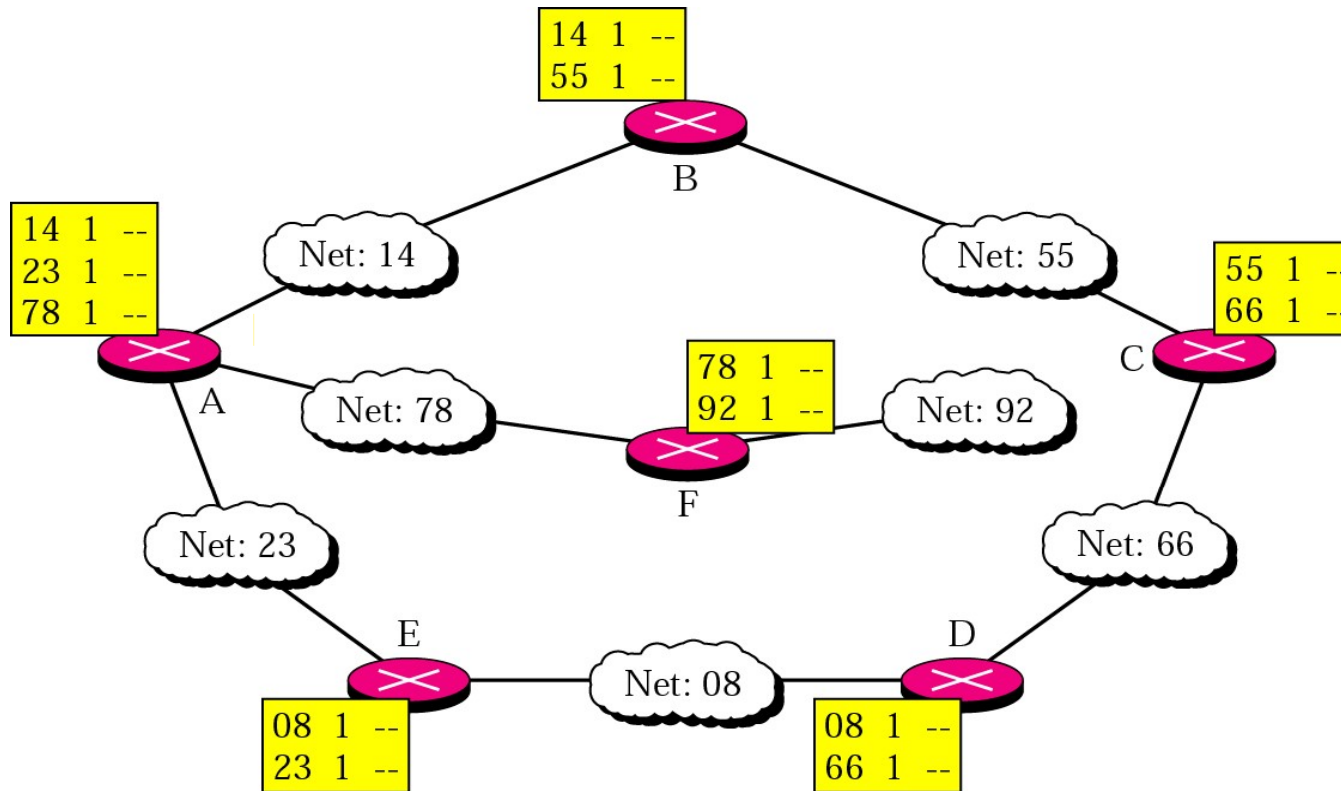 14 1 --
55 1 --
B
14 1 --
23 1 --
78 1 --
Net: 14
Net: 55
55 1 --
66 1 --
A
C
Net: 78
78 1 --
92 1 --
Net: 92
F
Net: 23
Net: 66
E
D
Net: 08
08 1 --
23 1 --
08 1 --
66 1 --